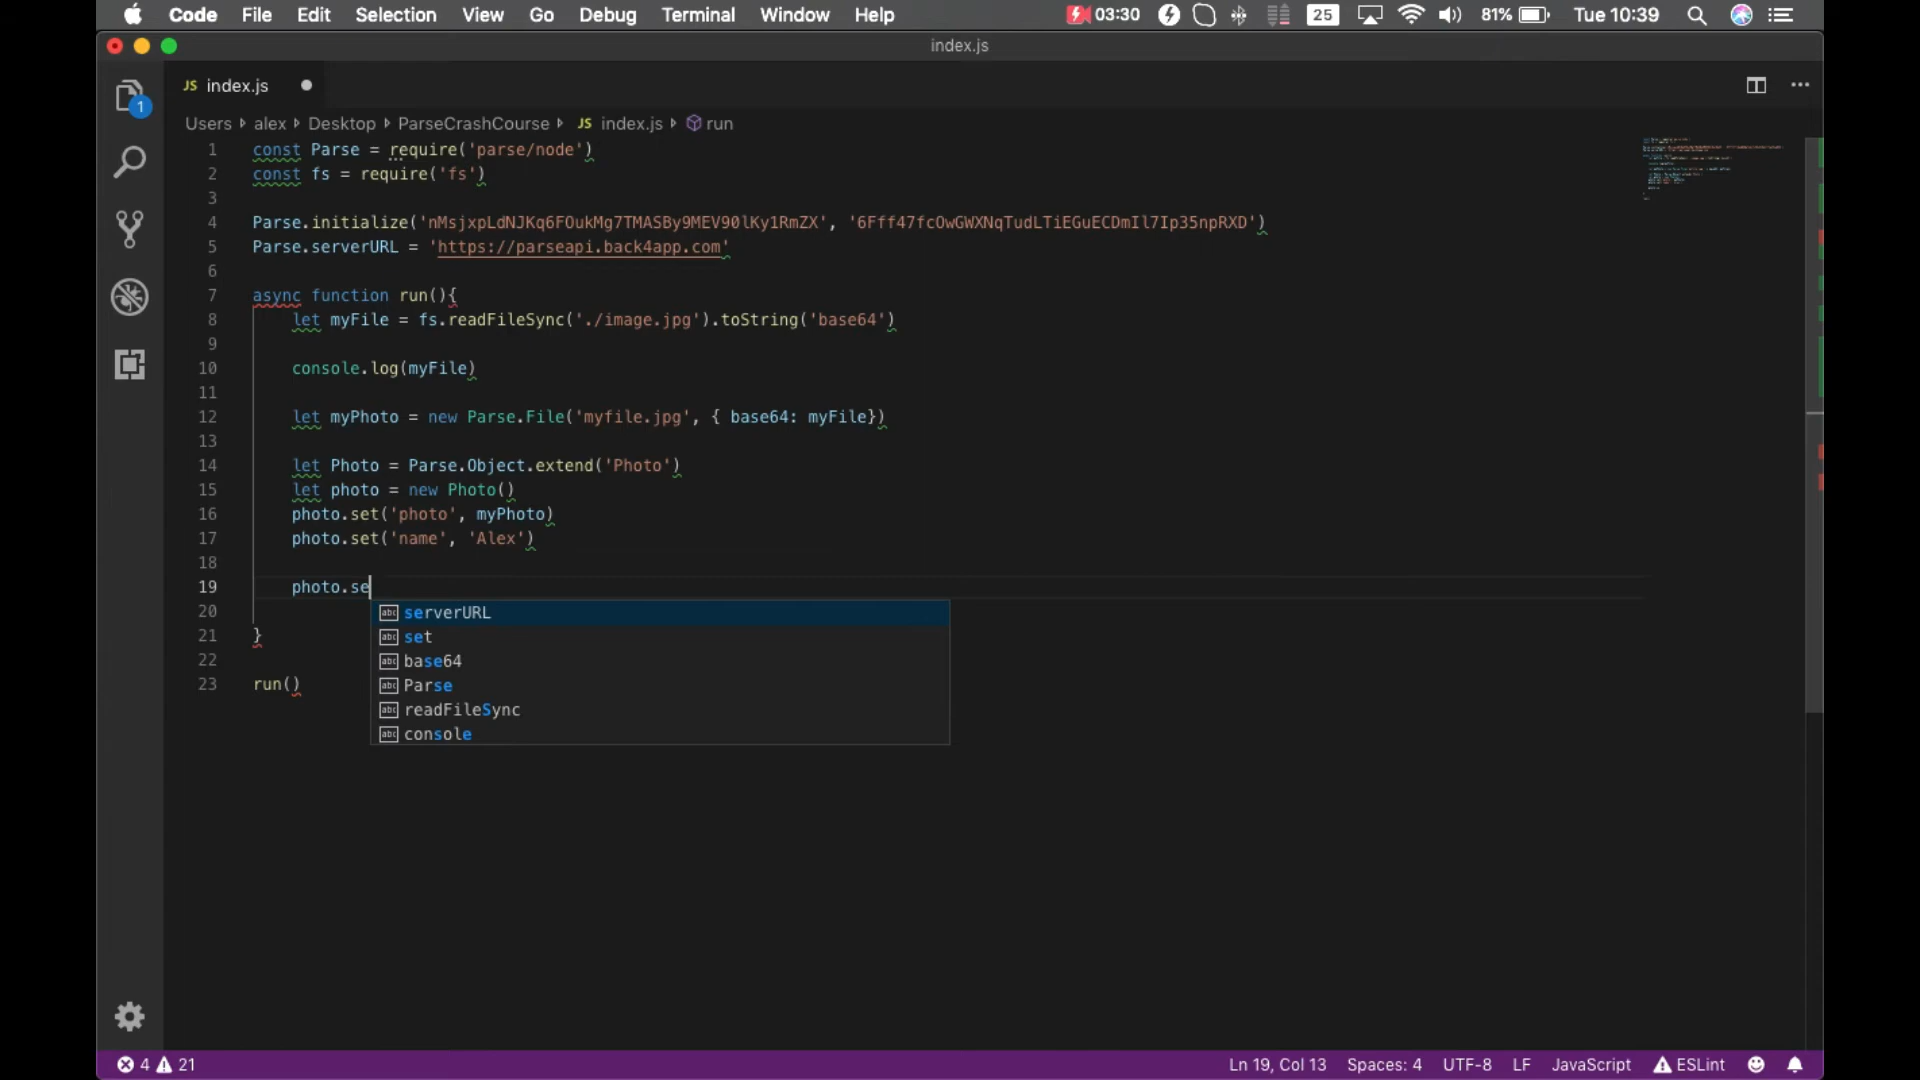 Code File Edit Selection View Go Debug Terminal Window Help 03:30 25 81% Tue 10:39
index.js
JS index.js
1
Users alex Desktop ParseCrashCourse JS index.js run
1 const Parse = require('parse/node')
2 const fs = require('fs')
3
4 Parse.initialize('nMsjxpLdNJKq6FOukMg7TMASBy9MEV90lKy1RmZX', '6Fff47fcOwGWXNqTudLTiEGuECDmIl7Ip35npRXD')
5 Parse.serverURL = 'https://parseapi.back4app.com'
6
7 async function run(){
8 let myFile = fs.readFileSync('./image.jpg').toString('base64')
9
10 console.log(myFile)
11
12 let myPhoto = new Parse.File('myfile.jpg', { base64: myFile})
13
14 let Photo = Parse.Object.extend('Photo')
15 let photo = new Photo()
16 photo.set('photo', myPhoto)
17 photo.set('name', 'Alex')
18
19 photo.se
20
abc serverURL
abc set
abc base64
abc Parse
abc readFileSync
abc console
21 }
22
23 run()
4 21 Ln 19, Col 13 Spaces: 4 UTF-8 LF JavaScript ESLint